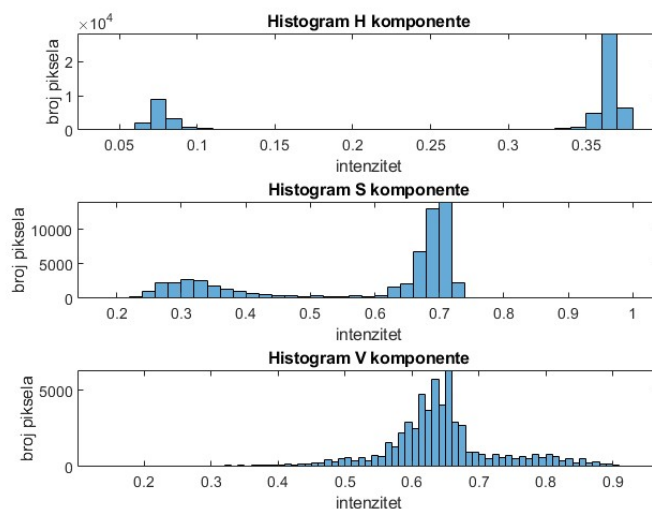 Histogram H komponente
×10⁴
broj piksela
2
1
0
0.05 0.1 0.15 0.2 0.25 0.3 0.35
intenzitet
Histogram S komponente
broj piksela
10000
5000
0
0.2 0.3 0.4 0.5 0.6 0.7 0.8 0.9 1
intenzitet
Histogram V komponente
broj piksela
5000
0
0.2 0.3 0.4 0.5 0.6 0.7 0.8 0.9
intenzitet